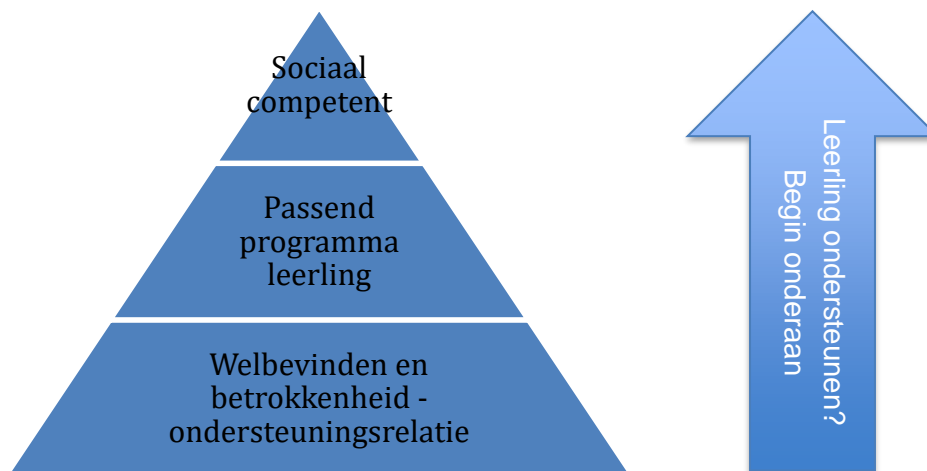 Sociaal
competent
Passend
programma
leerling
Welbevinden en
betrokkenheid -
ondersteuningsrelatie
Leerling ondersteunen?
Begin onderaan